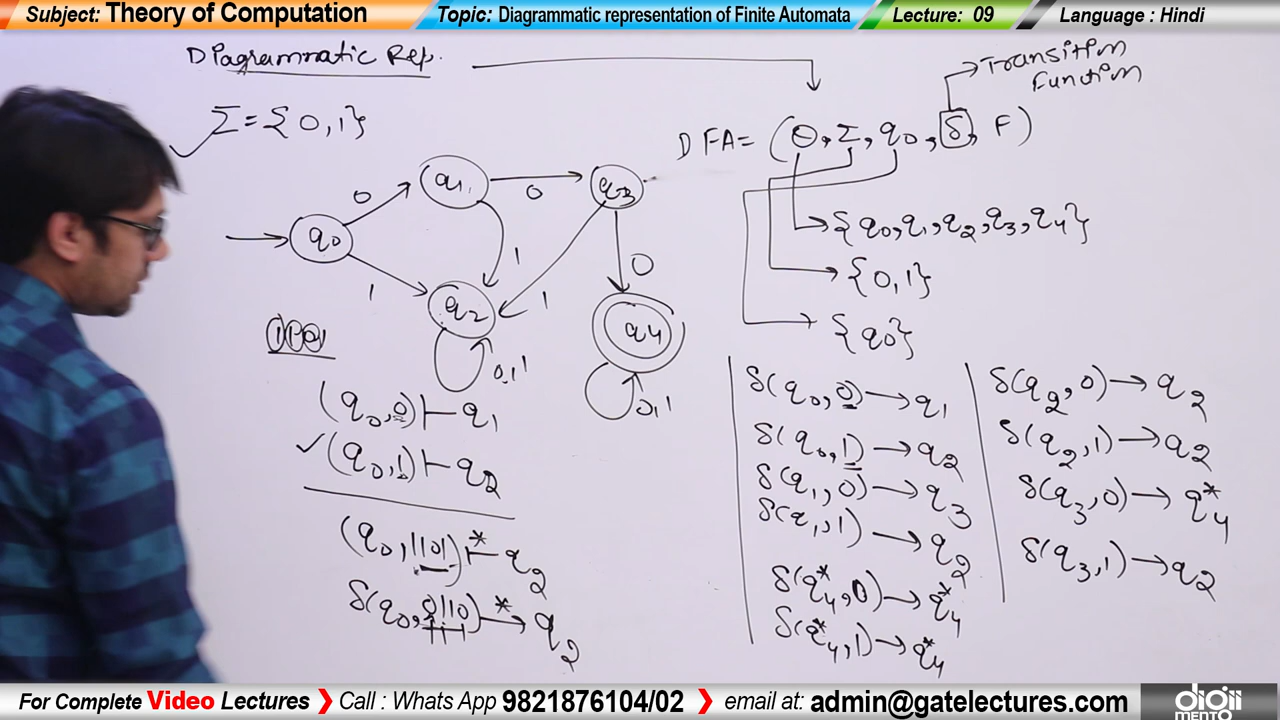 Subject: Theory of Computation
Topic: Diagrammatic representation of Finite Automata
Lecture: 09
Language : Hindi
Diagrammatic Rep.
Σ = {0,1}
DFA = (Q, Σ, q0, δ, F)
Transition
Function
{q0, q1, q2, q3, q4}
{0,1}
{q0}
q0
0
q1
0
q3
1
1
1
0
q2
0,1
q4
0,1
(q0, 0) ⊢ q1
✓(q0, 1) ⊢ q2
(q0, 1101) ⊢* q2
δ(q0, 0110) →* q2
δ(q0, 0) → q1
δ(q0, 1) → q2
δ(q1, 0) → q3
δ(q1, 1) → q2
δ(q4*, 0) → q4*
δ(q4*, 1) → q4*
δ(q2, 0) → q2
δ(q2, 1) → q2
δ(q3, 0) → q4*
δ(q3, 1) → q2
For Complete Video Lectures ❯ Call : Whats App 9821876104/02 ❯ email at: admin@gatelectures.com
digii
MENTO